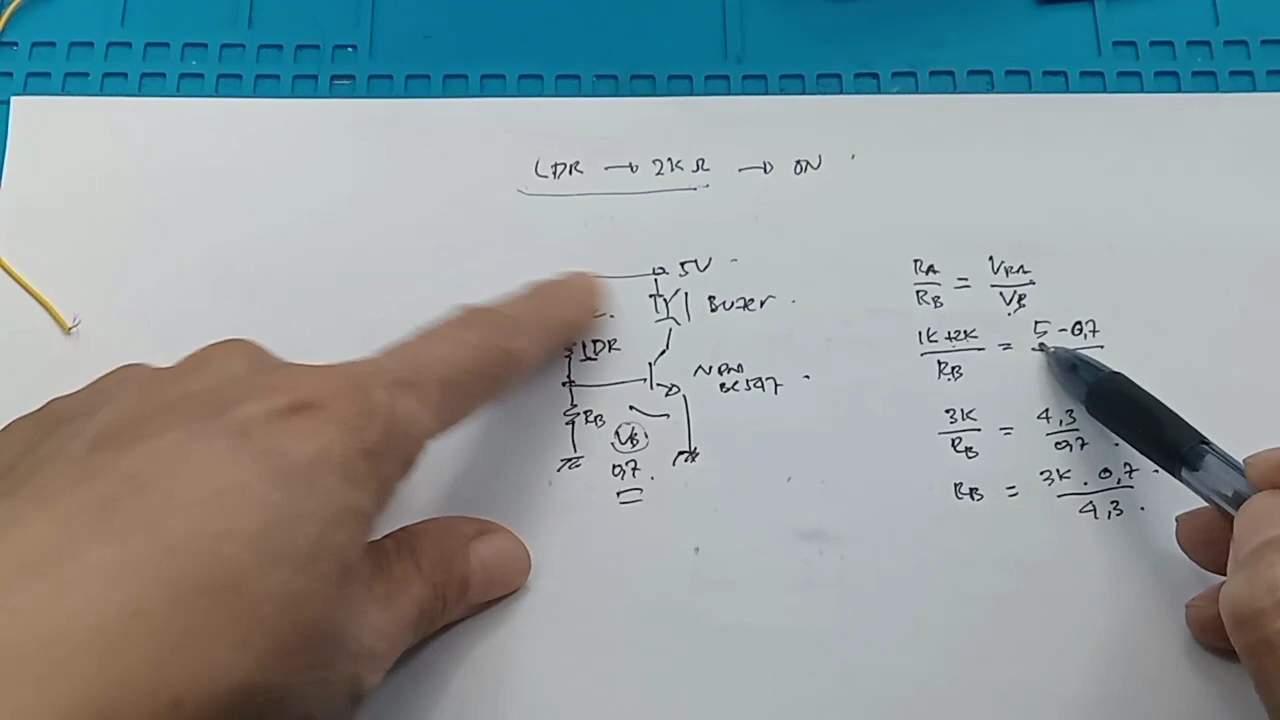 LDR → 2KΩ → ON
5V
Buzer
LDR
NPN
BC547
RB
VB
0,7
RA/RB = VRA/VB
1K+2K/RB = 5-0,7
3K/RB = 4,3/0,7
RB = 3K . 0,7/4,3